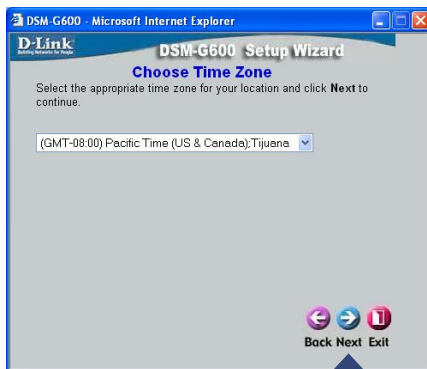 DSM-G600 - Microsoft Internet Explorer
D-Link
Building Networks for People
DSM-G600 Setup Wizard
Choose Time Zone
Select the appropriate time zone for your location and click Next to
continue.
(GMT-08:00) Pacific Time (US & Canada);Tijuana
Back Next Exit